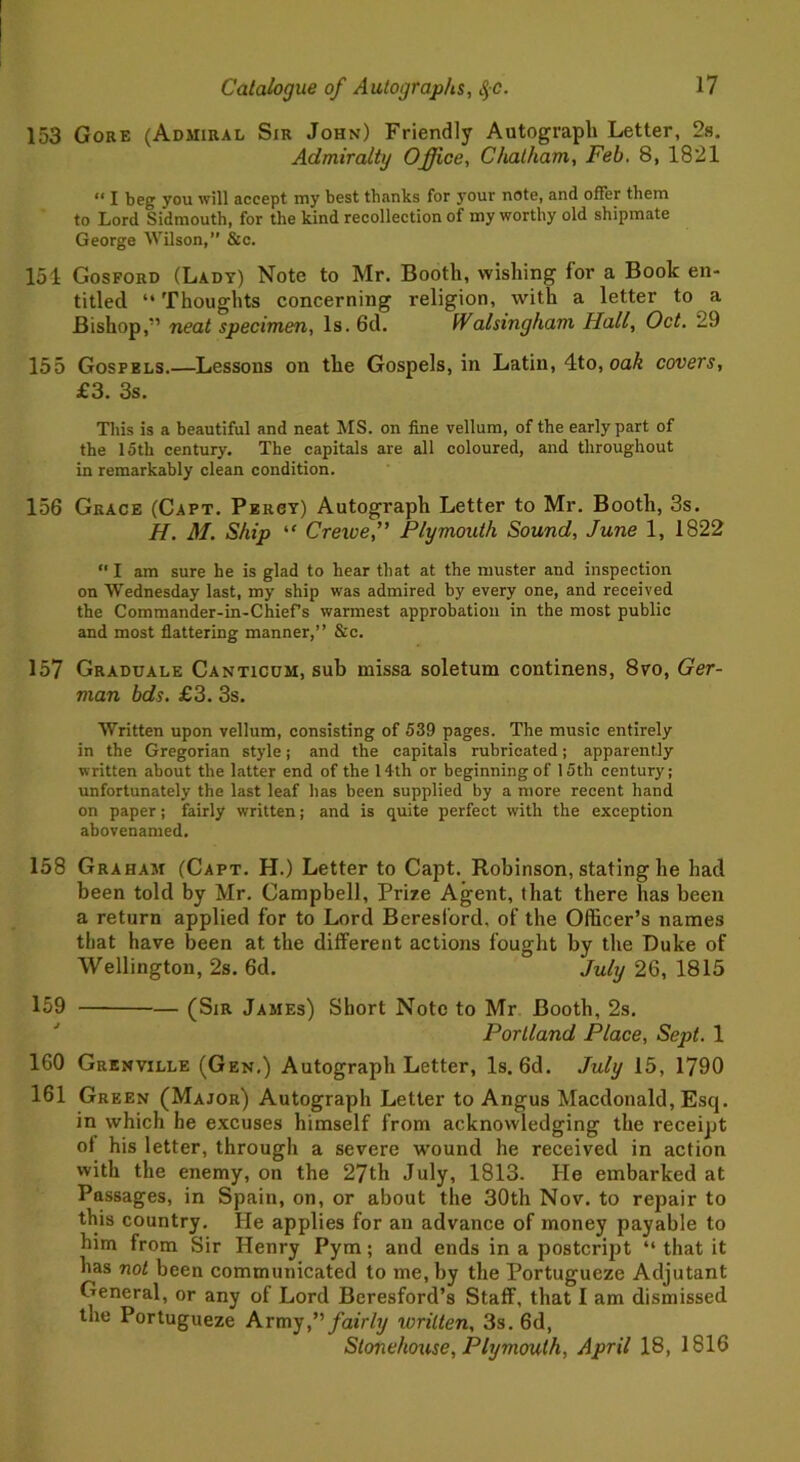 Catalogue of Autographs, &c. 17
153 Gore (Admiral Sir John) Friendly Autograph Letter, 2s.
Admiralty Office, Chatham, Feb. 8, 1821
“ I beg you will accept my best thanks for your note, and offer them
to Lord Sidmouth, for the kind recollection of my worthy old shipmate
George Wilson,” &c.
154 Gosford (Lady) Note to Mr. Booth, wishing for a Book en-
titled “ Thoughts concerning religion, with a letter to a
Bishop,” neat specimen, 1s. 6d. Walsingham Hall, Oct. 29
155 Gospels.—Lessons on the Gospels, in Latin, 4to, oak covers,
£3. 3s.
This is a beautiful and neat MS. on fine vellum, of the early part of
the 15th century. The capitals are all coloured, and throughout
in remarkably clean condition.
156 Grace (Capt. Percy) Autograph Letter to Mr. Booth, 3s.
H. M. Ship “ Crewe,” Plymouth Sound, June 1, 1822
“ I am sure he is glad to hear that at the muster and inspection
on Wednesday last, my ship was admired by every one, and received
the Commander-in-Chief's warmest approbation in the most public
and most flattering manner,” &c.
157 Graduale Canticum, sub missa soletum continens, 8vo, Ger-
man bds. £3. 3s.
Written upon vellum, consisting of 539 pages. The music entirely
in the Gregorian style; and the capitals rubricated; apparently
written about the latter end of the 14th or beginning of 15th century;
unfortunately the last leaf has been supplied by a more recent hand
on paper; fairly written; and is quite perfect with the exception
abovenamed.
158 Graham (Capt. H.) Letter to Capt. Robinson, stating he had
been told by Mr. Campbell, Prize Agent, that there has been
a return applied for to Lord Beresford, of the Officer's names
that have been at the different actions fought by the Duke of
Wellington, 2s. 6d. July 26, 1815
159 ——— (Sir James) Short Note to Mr Booth, 2s.
Portland Place, Sept. 1
160 Grenville (Gen.) Autograph Letter, 1s. 6d. July 15, 1790
161 Green (Major) Autograph Letter to Angus Macdonald, Esq.
in which he excuses himself from acknowledging the receipt
of his letter, through a severe wound he received in action
with the enemy, on the 27th July, 1813. He embarked at
Passages, in Spain, on, or about the 30th Nov. to repair to
this country. He applies for an advance of money payable to
him from Sir Henry Pym; and ends in a postcript “ that it
has not been communicated to me, by the Portugueze Adjutant
General, or any of Lord Beresford's Staff, that I am dismissed
the Portugueze Army,” fairly written, 3s. 6d,
Stonehouse, Plymouth, April 18, 1816